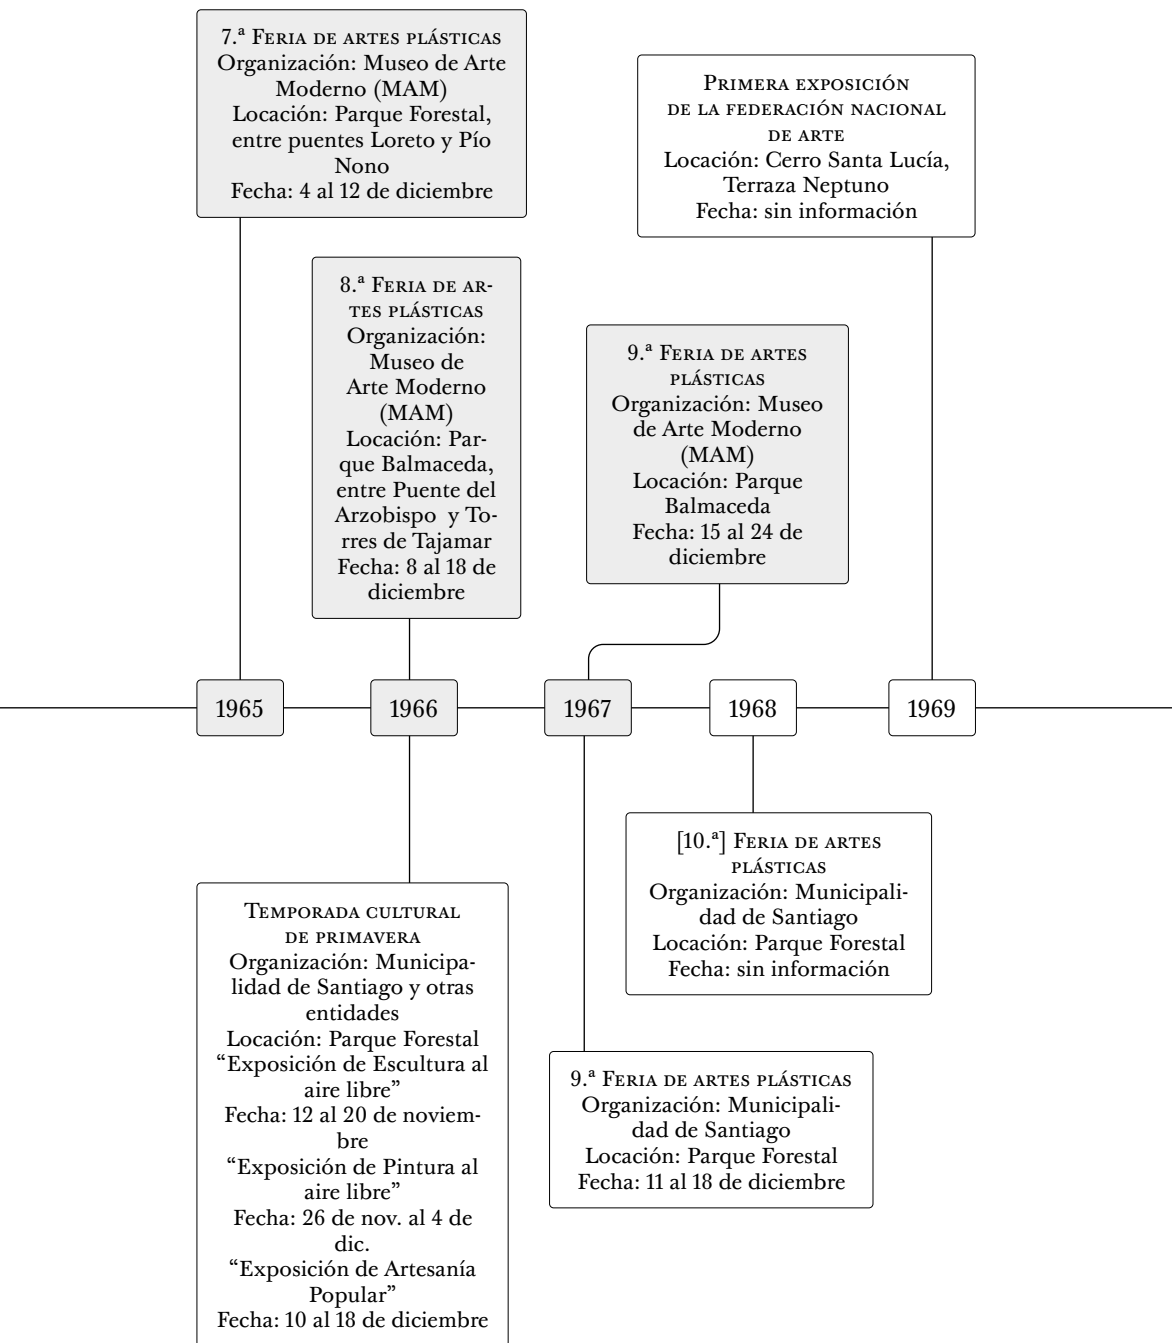 7.ª Feria de artes plásticas
Organización: Museo de Arte
Moderno (MAM)
Locación: Parque Forestal,
entre puentes Loreto y Pío
Nono
Fecha: 4 al 12 de diciembre
Primera exposición
de la federación nacional
de arte
Locación: Cerro Santa Lucía,
Terraza Neptuno
Fecha: sin información
8.ª Feria de ar-
tes plásticas
Organización:
Museo de
Arte Moderno
(MAM)
Locación: Par-
que Balmaceda,
entre Puente del
Arzobispo y To-
rres de Tajamar
Fecha: 8 al 18 de
diciembre
9.ª Feria de artes
plásticas
Organización: Museo
de Arte Moderno
(MAM)
Locación: Parque
Balmaceda
Fecha: 15 al 24 de
diciembre
1965
1966
1967
1968
1969
[10.ª] Feria de artes
plásticas
Organización: Municipali-
dad de Santiago
Locación: Parque Forestal
Fecha: sin información
Temporada cultural
de primavera
Organización: Municipa-
lidad de Santiago y otras
entidades
Locación: Parque Forestal
“Exposición de Escultura al
aire libre”
Fecha: 12 al 20 de noviem-
bre
“Exposición de Pintura al
aire libre”
Fecha: 26 de nov. al 4 de
dic.
“Exposición de Artesanía
Popular”
Fecha: 10 al 18 de diciembre
9.ª Feria de artes plásticas
Organización: Municipali-
dad de Santiago
Locación: Parque Forestal
Fecha: 11 al 18 de diciembre